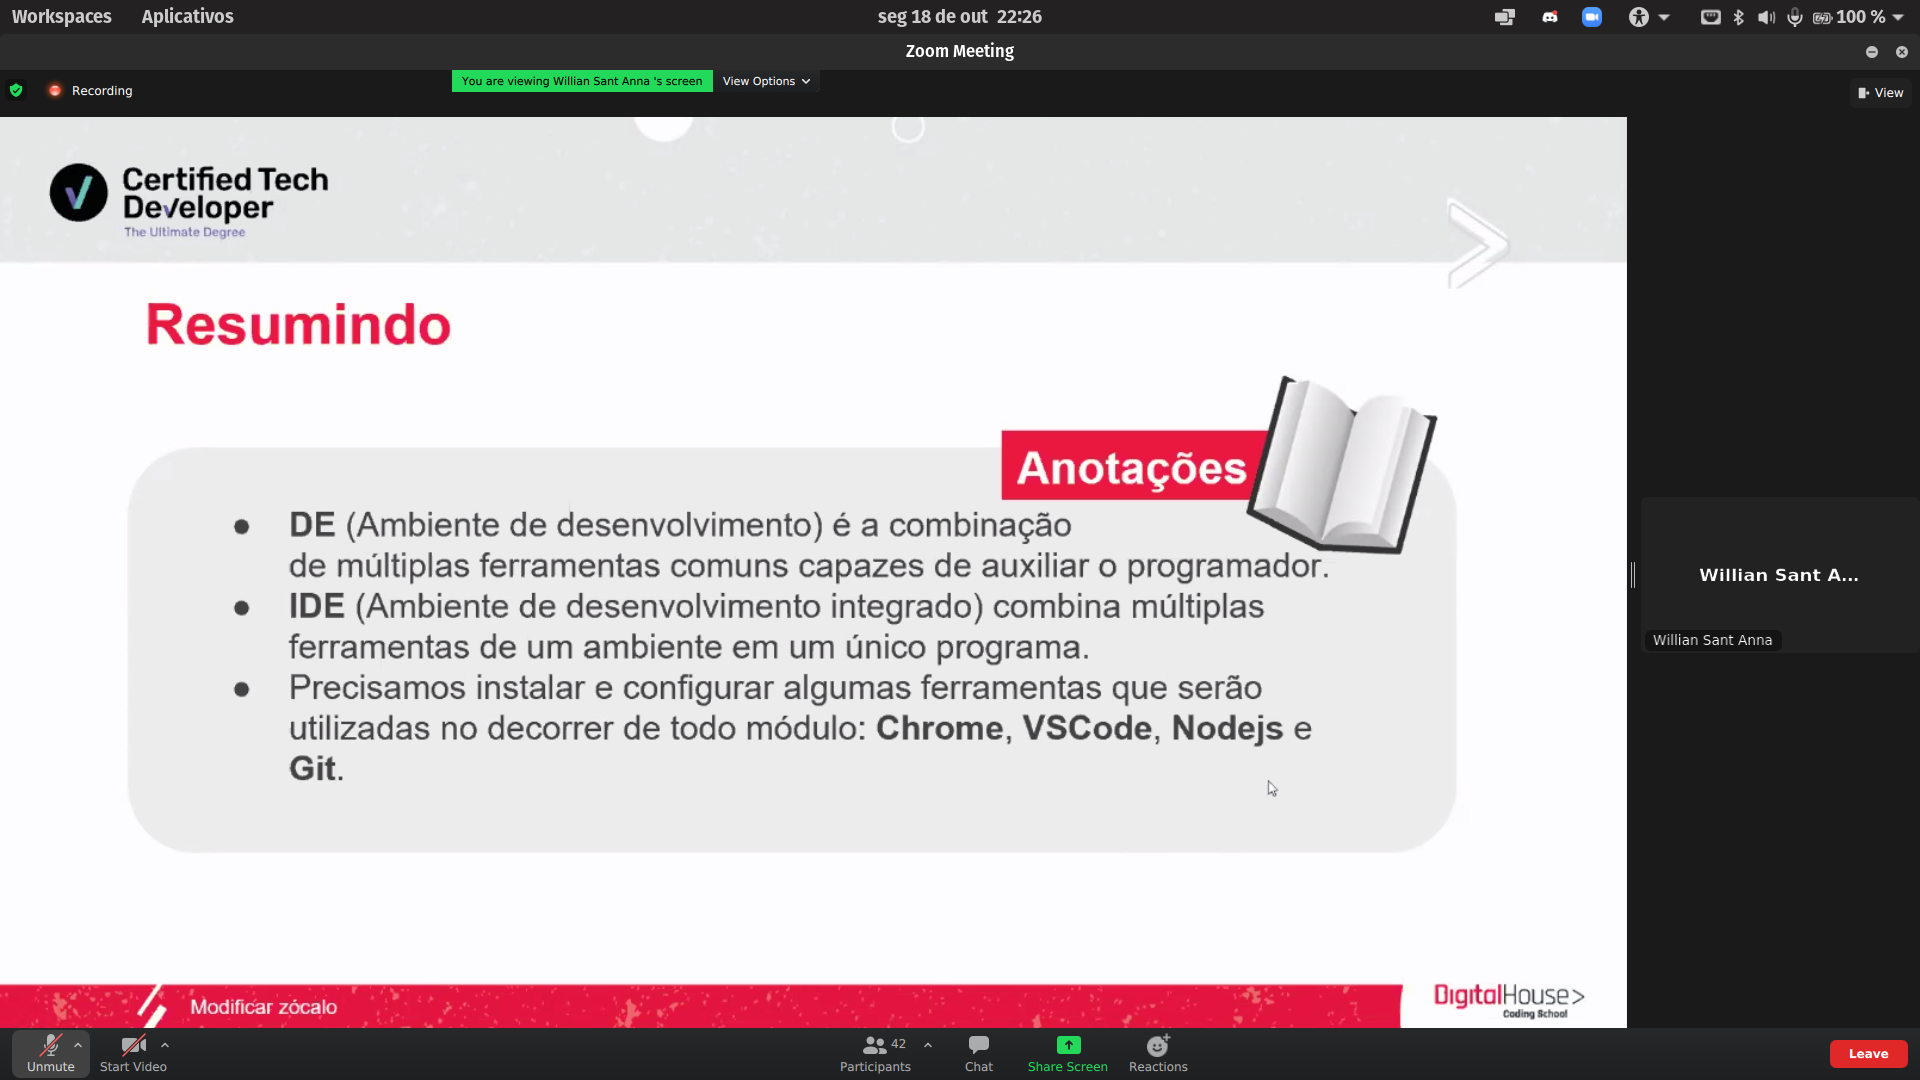 Workspaces Aplicativos seg 18 de out 22:26 100 %
Zoom Meeting
Recording You are viewing Willian Sant Anna 's screen View Options View
Certified Tech
Developer
The Ultimate Degree
Resumindo
Anotações
DE (Ambiente de desenvolvimento) é a combinação
de múltiplas ferramentas comuns capazes de auxiliar o programador.
IDE (Ambiente de desenvolvimento integrado) combina múltiplas
ferramentas de um ambiente em um único programa.
Precisamos instalar e configurar algumas ferramentas que serão
utilizadas no decorrer de todo módulo: Chrome, VSCode, Nodejs e
Git.
Willian Sant A...
Willian Sant Anna
Modificar zócalo
DigitalHouse>
Coding School
Unmute Start Video Participants 42 Chat Share Screen Reactions Leave